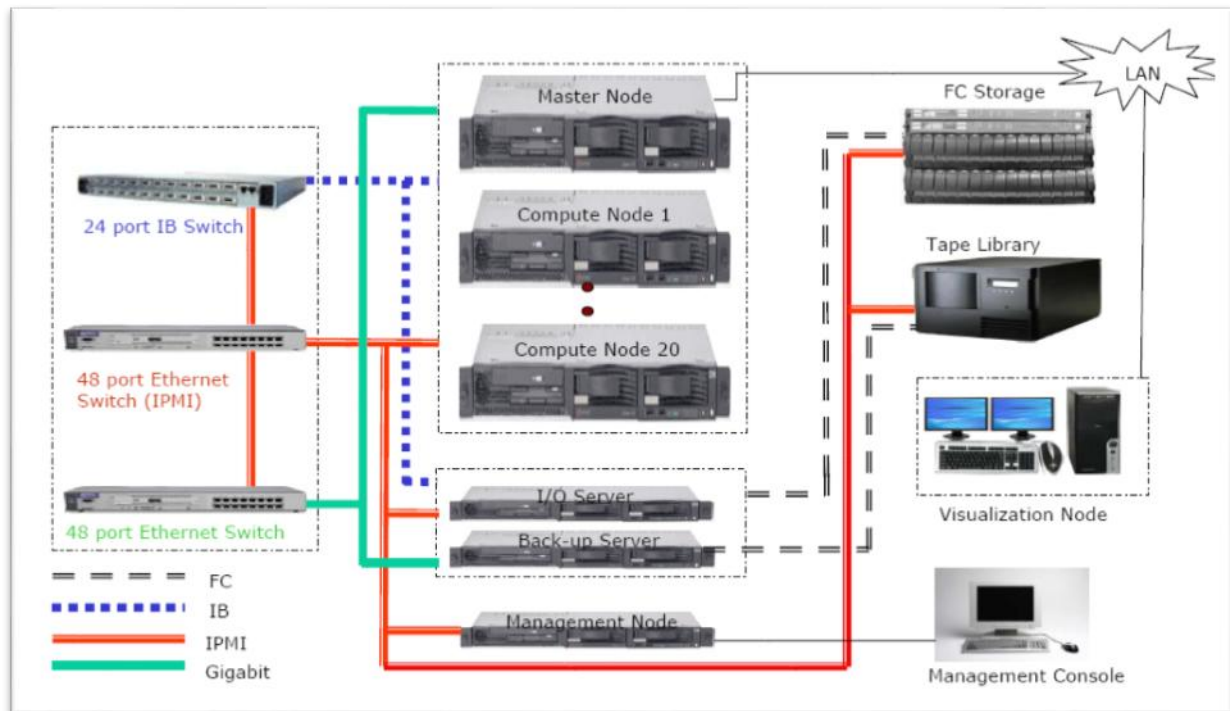 LAN
Master Node
FC Storage
24 port IB Switch
Compute Node 1
Tape Library
48 port Ethernet
Switch (IPMI)
Compute Node 20
48 port Ethernet Switch
I/O Server
Back-up Server
Visualization Node
FC
IB
IPMI
Gigabit
Management Node
Management Console